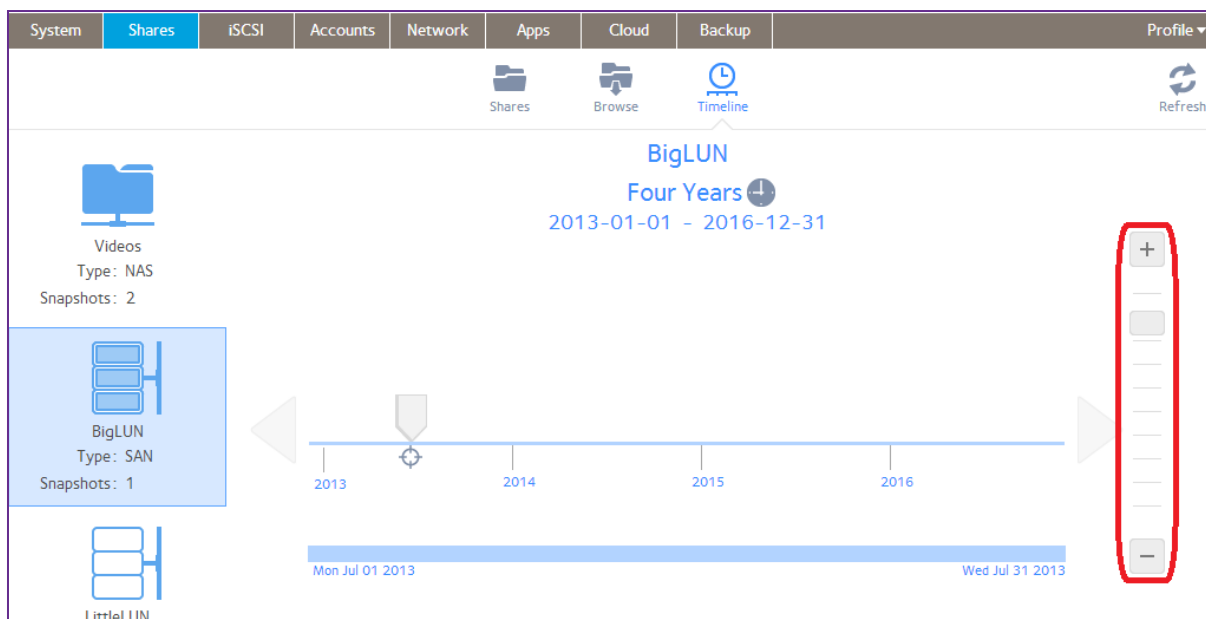 System Shares iSCSI Accounts Network Apps Cloud Backup Profile
Shares Browse Timeline Refresh
BigLUN
Four Years
2013-01-01 - 2016-12-31
Videos
Type: NAS
Snapshots: 2
BigLUN
Type: SAN
Snapshots: 1
LittleLUN
+
2013 2014 2015 2016
Mon Jul 01 2013 Wed Jul 31 2013
−